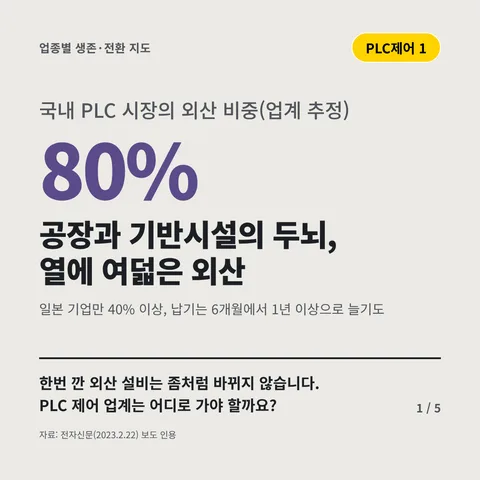 업종별 생존·전환 지도
PLC제어 1
국내 PLC 시장의 외산 비중(업계 추정)
80%
공장과 기반시설의 두뇌,
열에 여덟은 외산
일본 기업만 40% 이상, 납기는 6개월에서 1년 이상으로 늘기도
한번 깐 외산 설비는 좀처럼 바뀌지 않습니다.
PLC 제어 업계는 어디로 가야 할까요?
1 / 5
자료: 전자신문(2023.2.22) 보도 인용